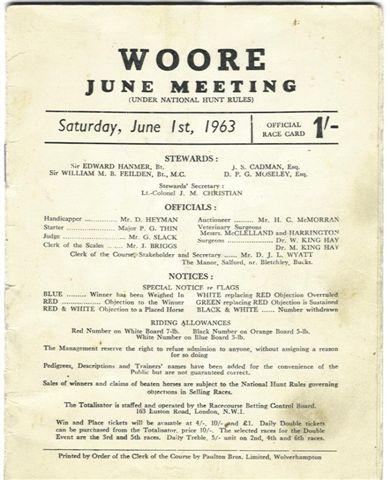 WOORE
JUNE MEETING
(UNDER NATIONAL HUNT RULES)
Saturday, June 1st, 1963
OFFICIAL RACE CARD 1/-
STEWARDS :
Sir EDWARD HANMER, Bt. J. S. CADMAN, Esq.
Sir WILLIAM M. B. FEILDEN, Bt., M.C. D. P. G. MOSELEY, Esq.
Stewards' Secretary :
Lt.-Colonel J. M. CHRISTIAN
OFFICIALS :
Handicapper ............ Mr. D. HEYMAN Auctioneer ........ Mr. H. C. McMORRAN
Starter .................. Major P. G. THIN Veterinary Surgeons
Judge ..................... Mr. G. SLACK Messrs. McCLELLAND and HARRINGTON
Clerk of the Scales ...... Mr. J. BRIGGS Surgeons ............ Dr. W. KING HAY
Dr. M. KING HAY
Clerk of the Course, Stakeholder and Secretary ...... Mr. D. J. L. WYATT
The Manor, Salford, nr. Bletchley, Bucks.
NOTICES :
SPECIAL NOTICE re FLAGS
BLUE ............ Winner has been Weighed In WHITE replacing RED Objection Overruled
RED ..................... Objection to the Winner GREEN replacing RED Objection is Sustained
RED & WHITE Objection to a Placed Horse BLACK & WHITE ...... Number withdrawn
RIDING ALLOWANCES
Red Number on White Board 7-lb. Black Number on Orange Board 5-lb.
White Number on Blue Board 3-lb.
The Management reserve the right to refuse admission to anyone, without assigning a reason
for so doing
Pedigrees, Descriptions and Trainers' names have been added for the convenience of the
Public but are not guaranteed correct.
Sales of winners and claims of beaten horses are subject to the National Hunt Rules governing
objections in Selling Races.
The Totalisator is staffed and operated by the Racecourse Betting Control Board.
163 Euston Road, London, N.W.1.
Win and Place tickets will be available at 4/-, 10/- and £1. Daily Double tickets
can be purchased from the Totalisator, price 10/-. The selected races for the Double
Event are the 3rd and 5th races. Daily Treble, 5/- unit on 2nd, 4th and 6th races.
Printed by Order of the Clerk of the Course by Paulton Bros. Limited, Wolverhampton